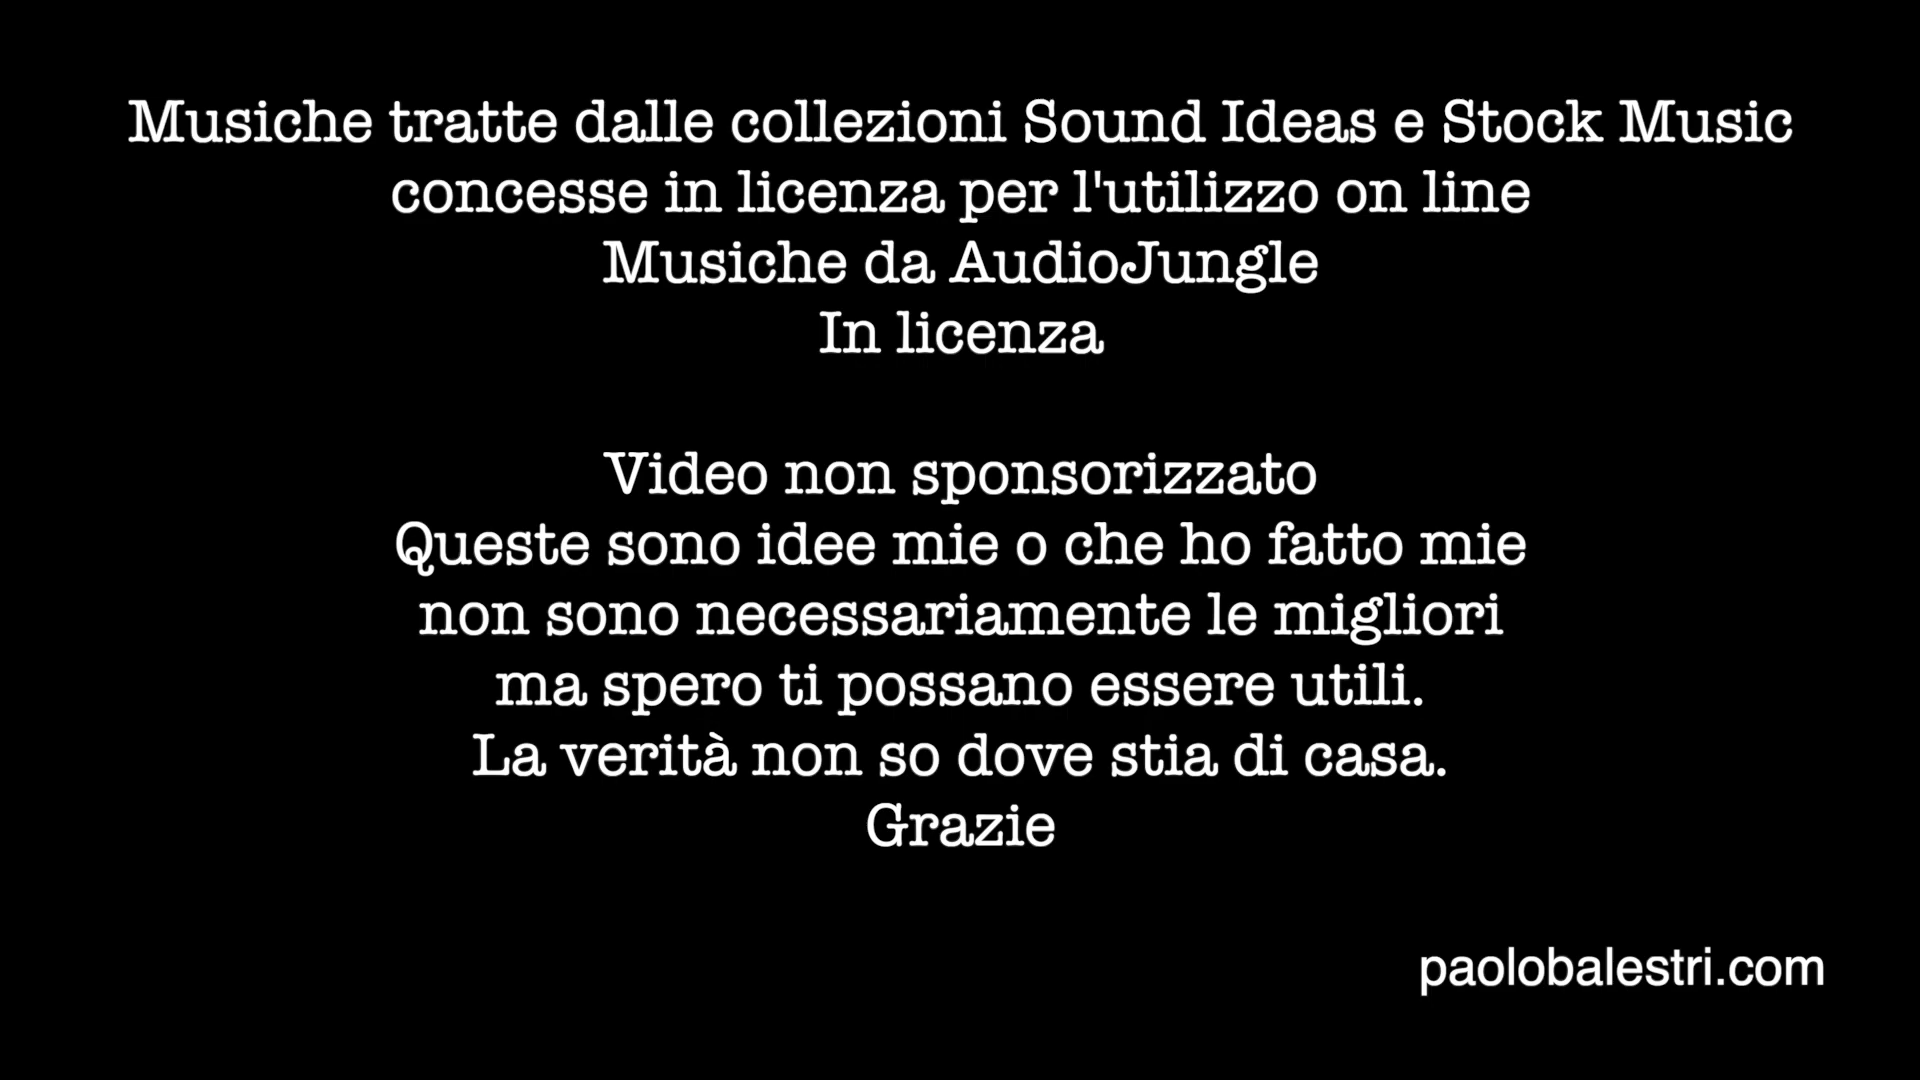 Musiche tratte dalle collezioni Sound Ideas e Stock Music
concesse in licenza per l'utilizzo on line
Musiche da AudioJungle
In licenza
Video non sponsorizzato
Queste sono idee mie o che ho fatto mie
non sono necessariamente le migliori
ma spero ti possano essere utili.
La verità non so dove stia di casa.
Grazie
paolobalestri.com